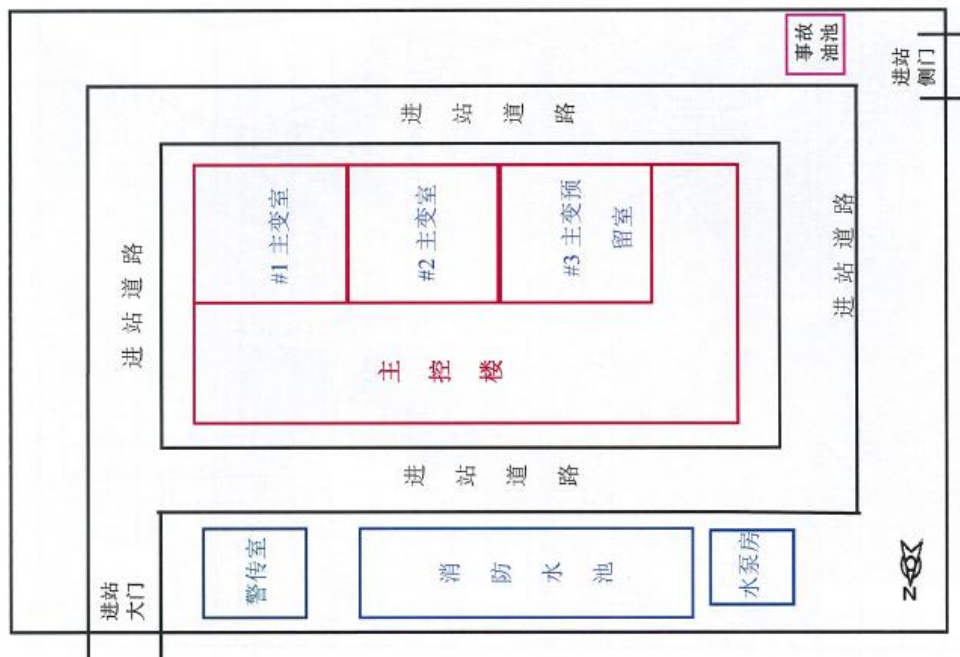 事故
油池
进站
侧门
进 站 道 路
#1 主变室
#2 主变室
#3 主变预
留室
进 站 道 路
进 站 道 路
主 控 楼
进 站 道 路
进站
大门
警传室
消 防 水 池
水泵房
N